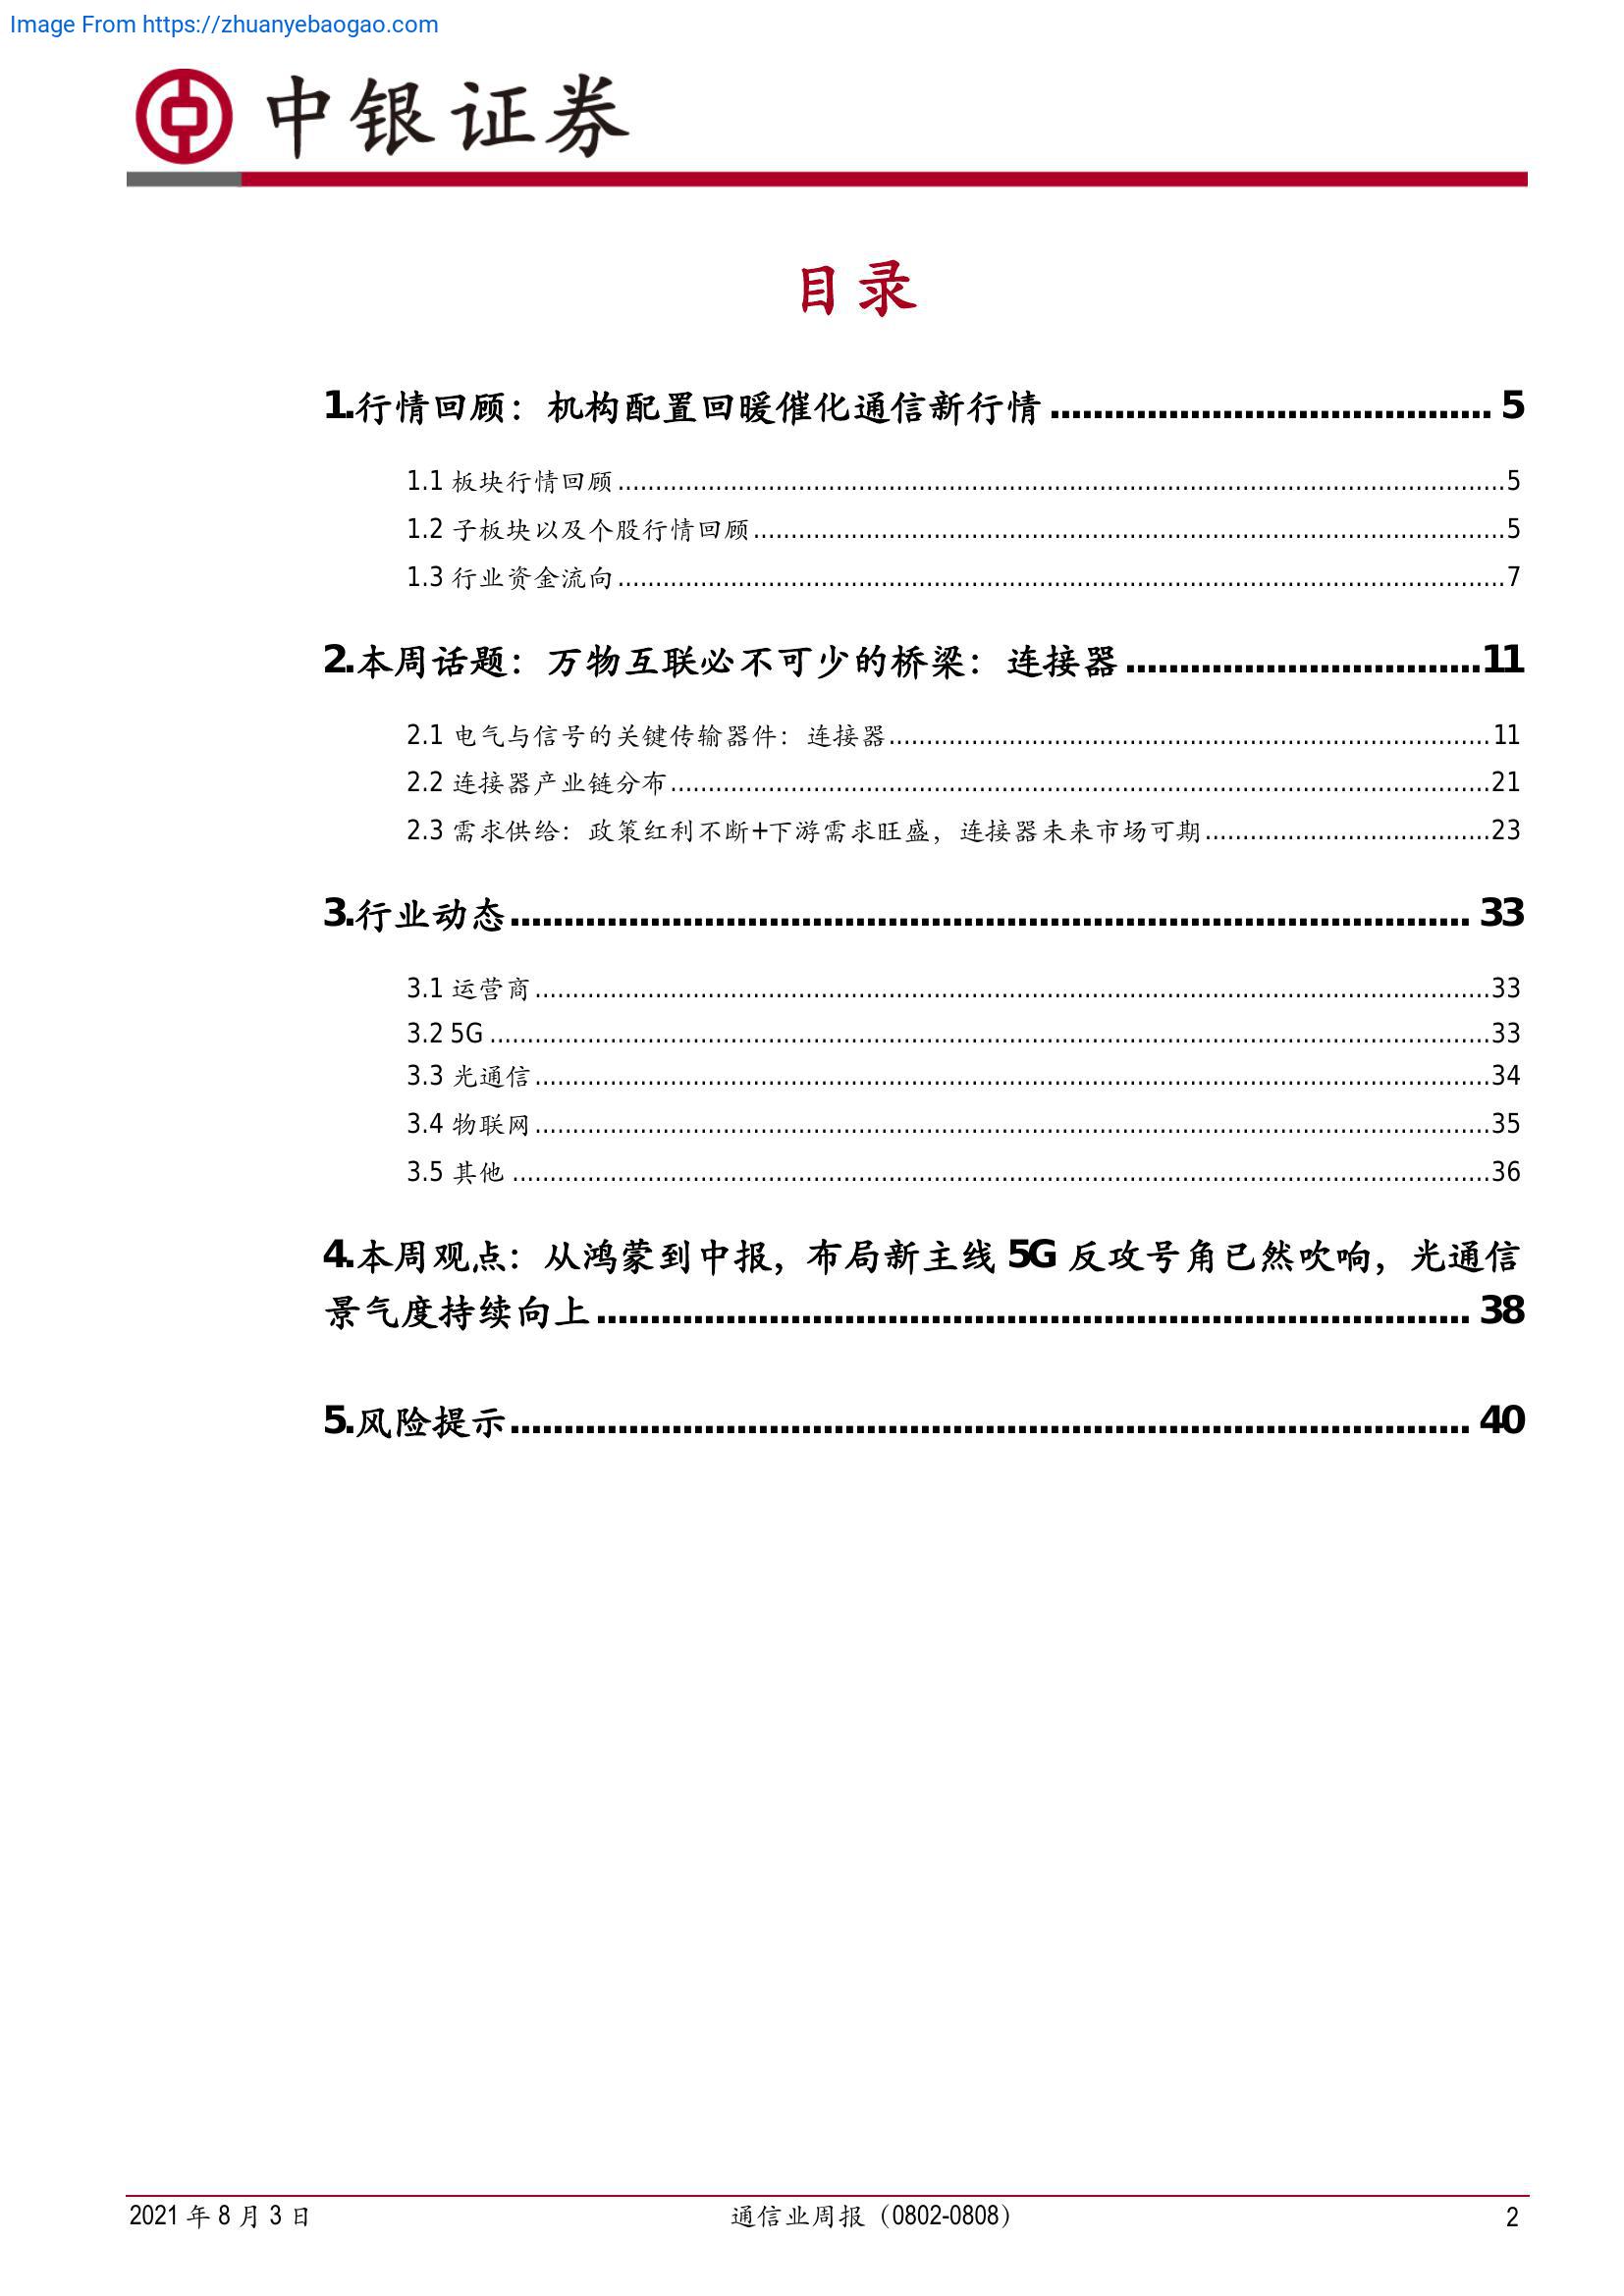 Image From https://zhuanyebaogao.com
中银证券
目录
1.行情回顾：机构配置回暖催化通信新行情 ........................................ 5
1.1 板块行情回顾 ........................................ 5
1.2 子板块以及个股行情回顾 ........................................ 5
1.3 行业资金流向 ........................................ 7
2.本周话题：万物互联必不可少的桥梁：连接器 ........................................ 11
2.1 电气与信号的关键传输器件：连接器 ........................................ 11
2.2 连接器产业链分布 ........................................ 21
2.3 需求供给：政策红利不断+下游需求旺盛，连接器未来市场可期 ........................................ 23
3.行业动态 ........................................ 33
3.1 运营商 ........................................ 33
3.2 5G ........................................ 33
3.3 光通信 ........................................ 34
3.4 物联网 ........................................ 35
3.5 其他 ........................................ 36
4.本周观点：从鸿蒙到中报，布局新主线 5G 反攻号角已然吹响，光通信
景气度持续向上 ........................................ 38
5.风险提示 ........................................ 40
2021 年 8 月 3 日 通信业周报（0802-0808） 2